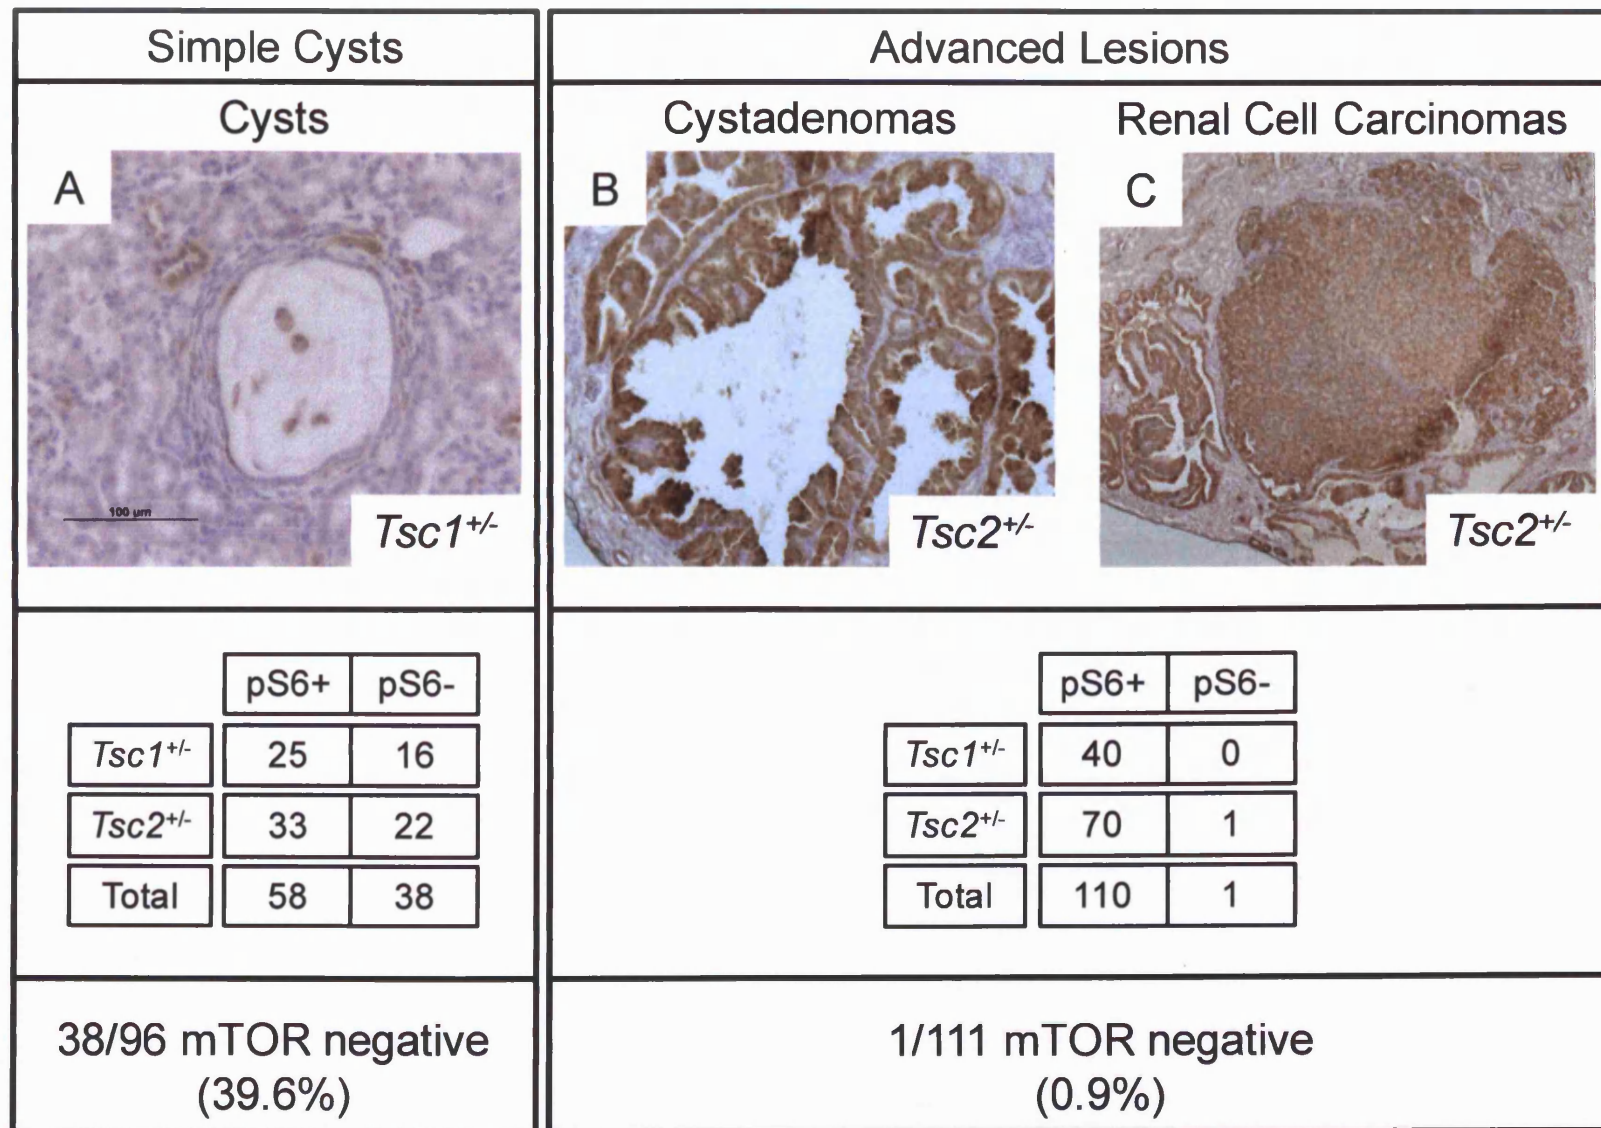 Simple Cysts
Advanced Lesions
Cysts
Cystadenomas
Renal Cell Carcinomas
A
B
C
100 µm
Tsc1+/-
Tsc2+/-
Tsc2+/-
pS6+ pS6-
Tsc1+/- 25 16
Tsc2+/- 33 22
Total 58 38
pS6+ pS6-
Tsc1+/- 40 0
Tsc2+/- 70 1
Total 110 1
38/96 mTOR negative
(39.6%)
1/111 mTOR negative
(0.9%)